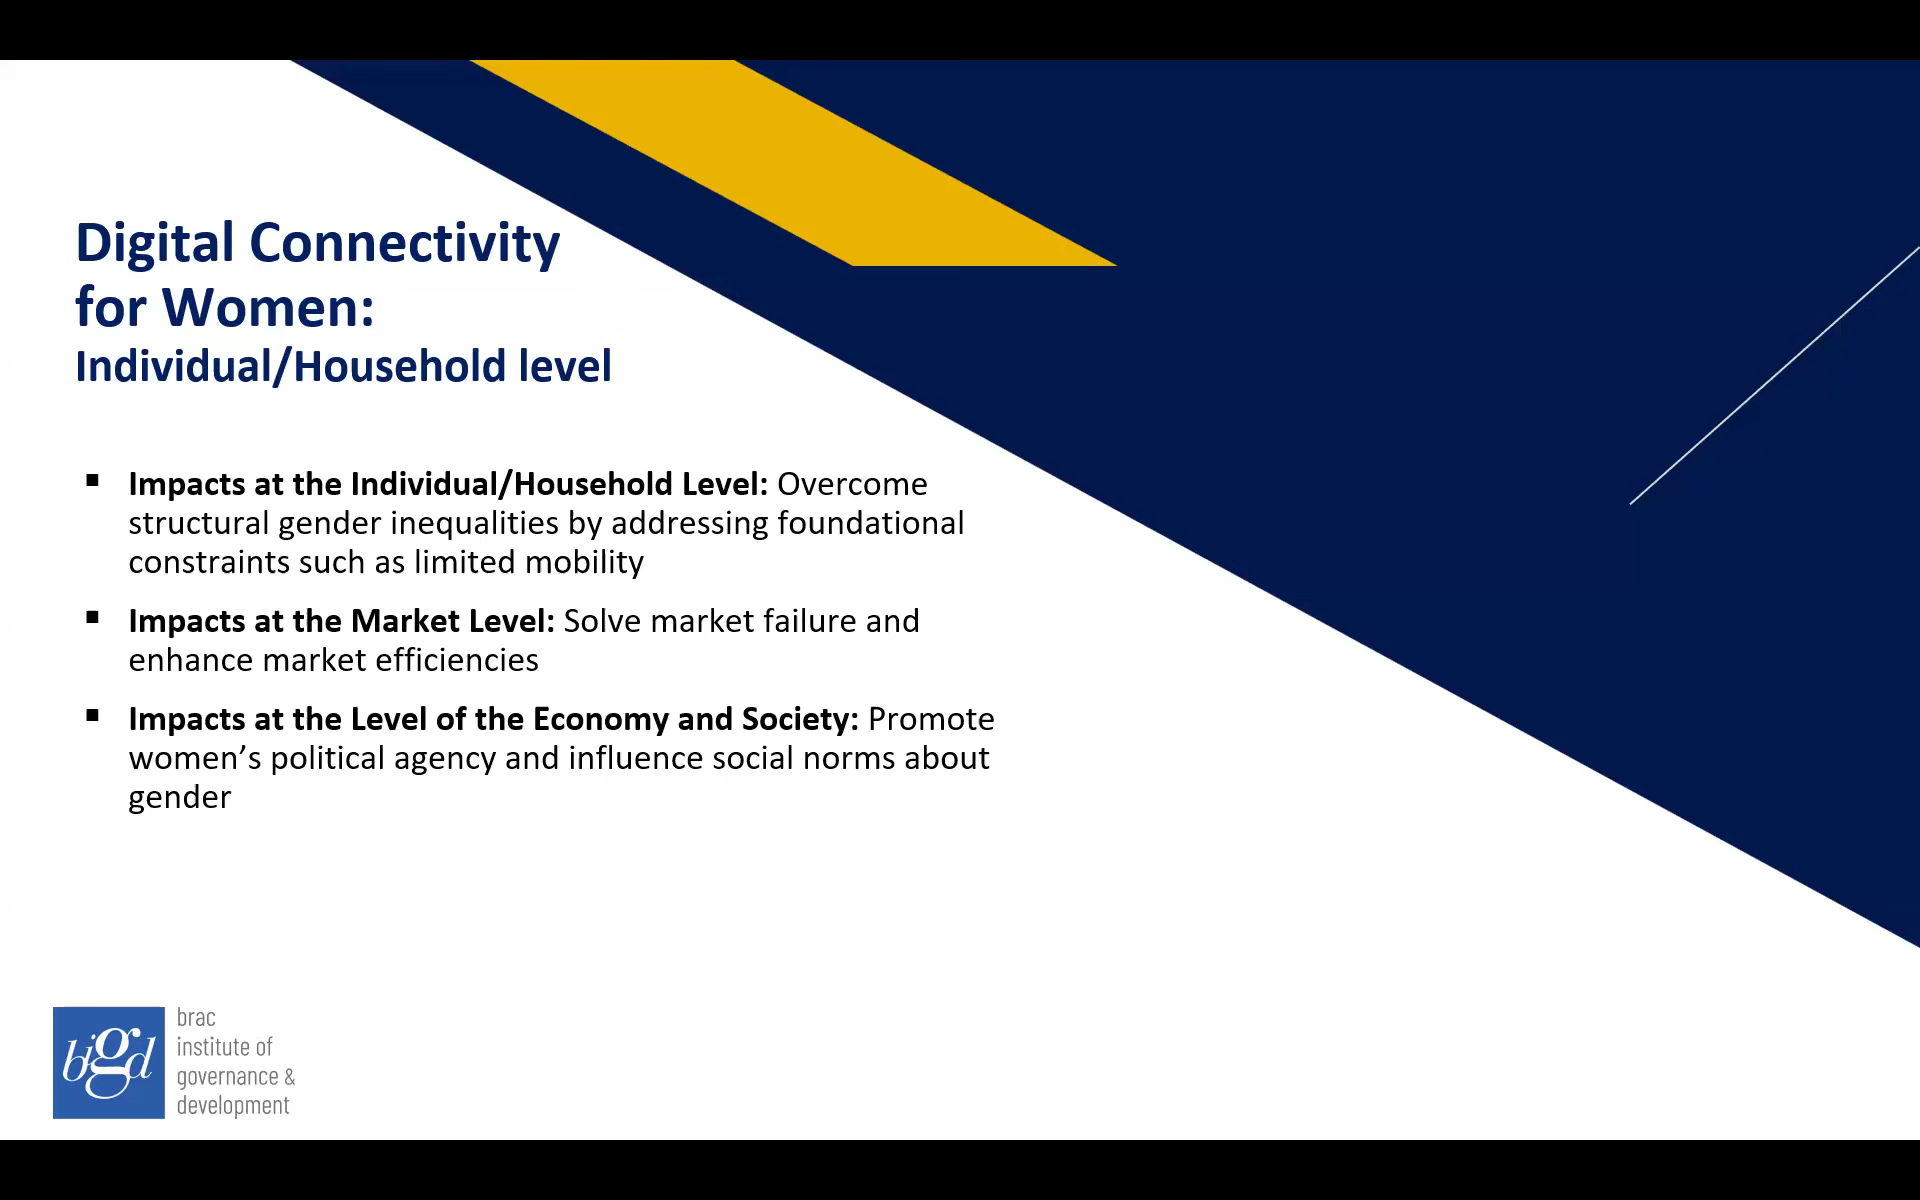 Digital Connectivity
for Women:
Individual/Household level
▪ Impacts at the Individual/Household Level: Overcome
structural gender inequalities by addressing foundational
constraints such as limited mobility
▪ Impacts at the Market Level: Solve market failure and
enhance market efficiencies
▪ Impacts at the Level of the Economy and Society: Promote
women’s political agency and influence social norms about
gender
bigd
brac
institute of
governance &
development